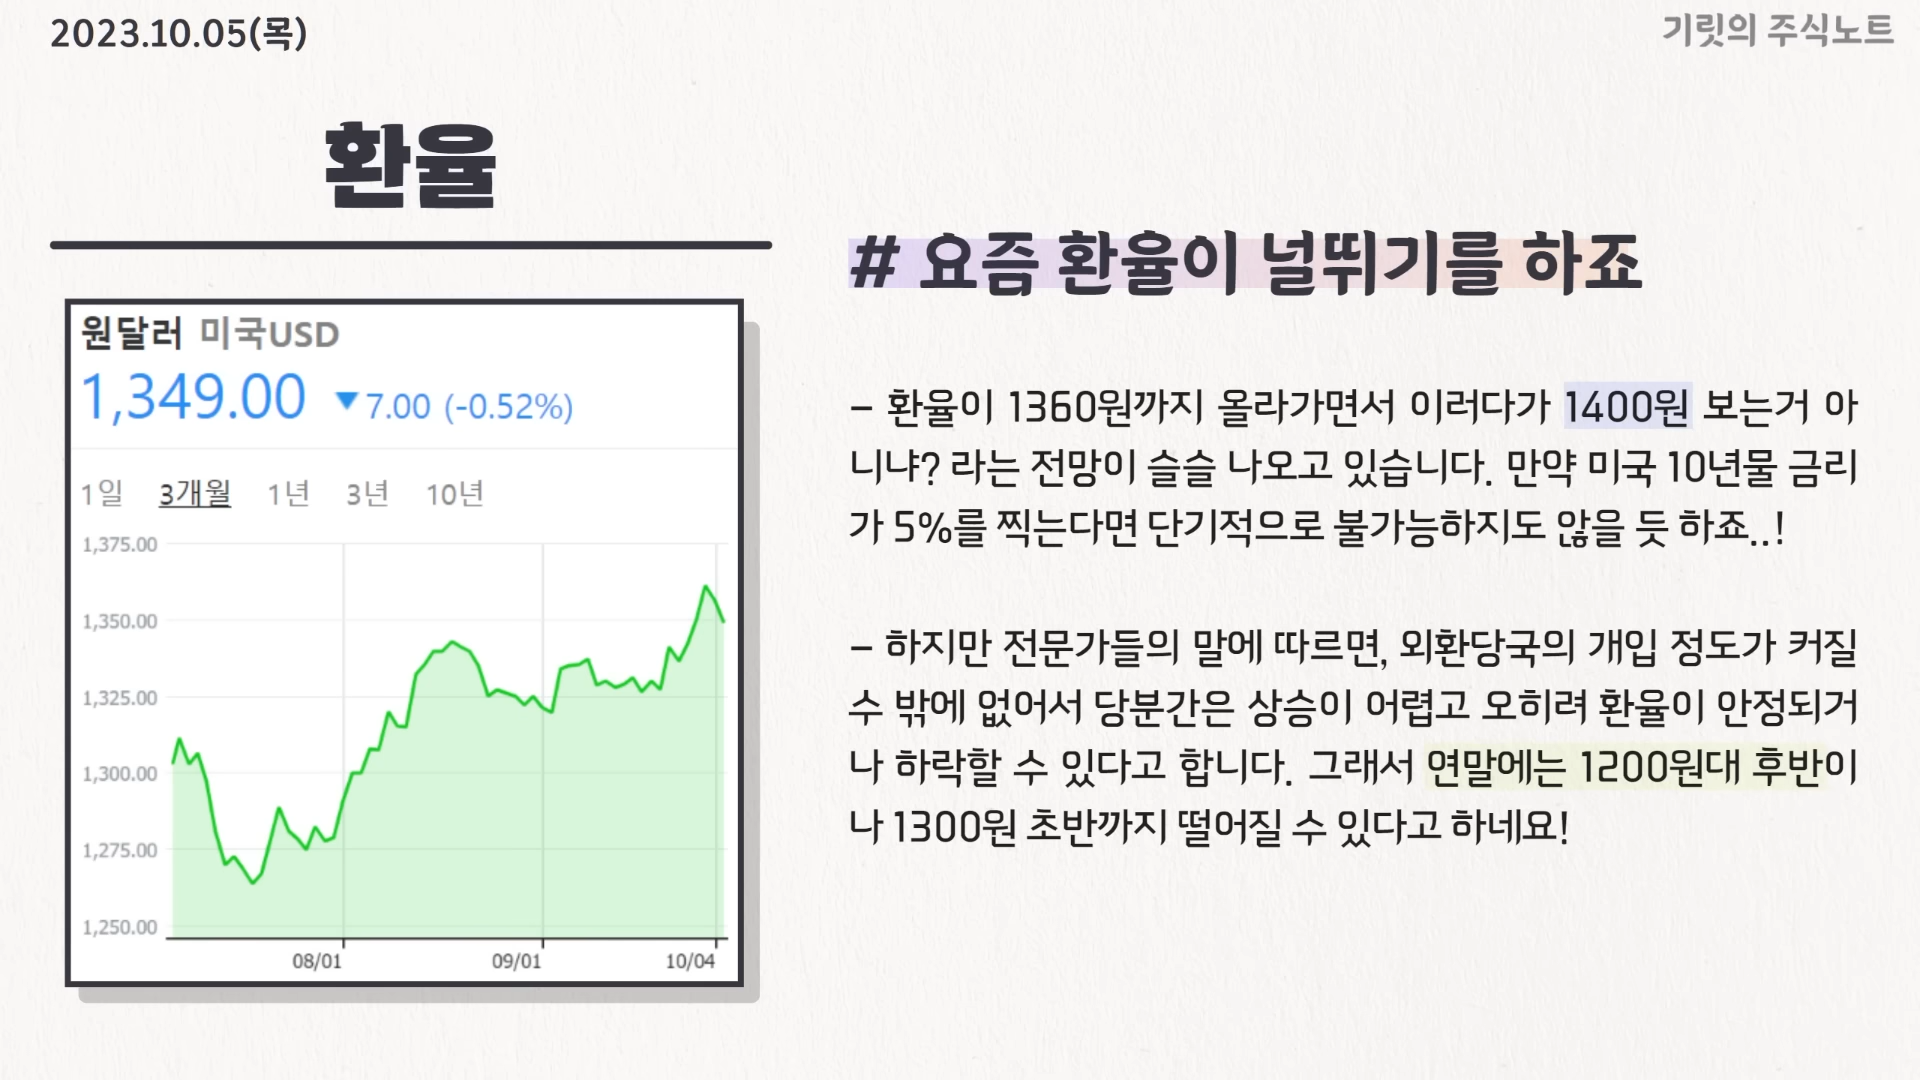 2023.10.05(목)
기릿의 주식노트
환율
원달러 미국USD
1,349.00 ▼7.00 (-0.52%)
1일 3개월 1년 3년 10년
1,375.00
1,350.00
1,325.00
1,300.00
1,275.00
1,250.00
08/01 09/01 10/04
# 요즘 환율이 널뛰기를 하죠
- 환율이 1360원까지 올라가면서 이러다가 1400원 보는거 아
니냐? 라는 전망이 슬슬 나오고 있습니다. 만약 미국 10년물 금리
가 5%를 찍는다면 단기적으로 불가능하지도 않을 듯 하죠..!
- 하지만 전문가들의 말에 따르면, 외환당국의 개입 정도가 커질
수 밖에 없어서 당분간은 상승이 어렵고 오히려 환율이 안정되거
나 하락할 수 있다고 합니다. 그래서 연말에는 1200원대 후반이
나 1300원 초반까지 떨어질 수 있다고 하네요!